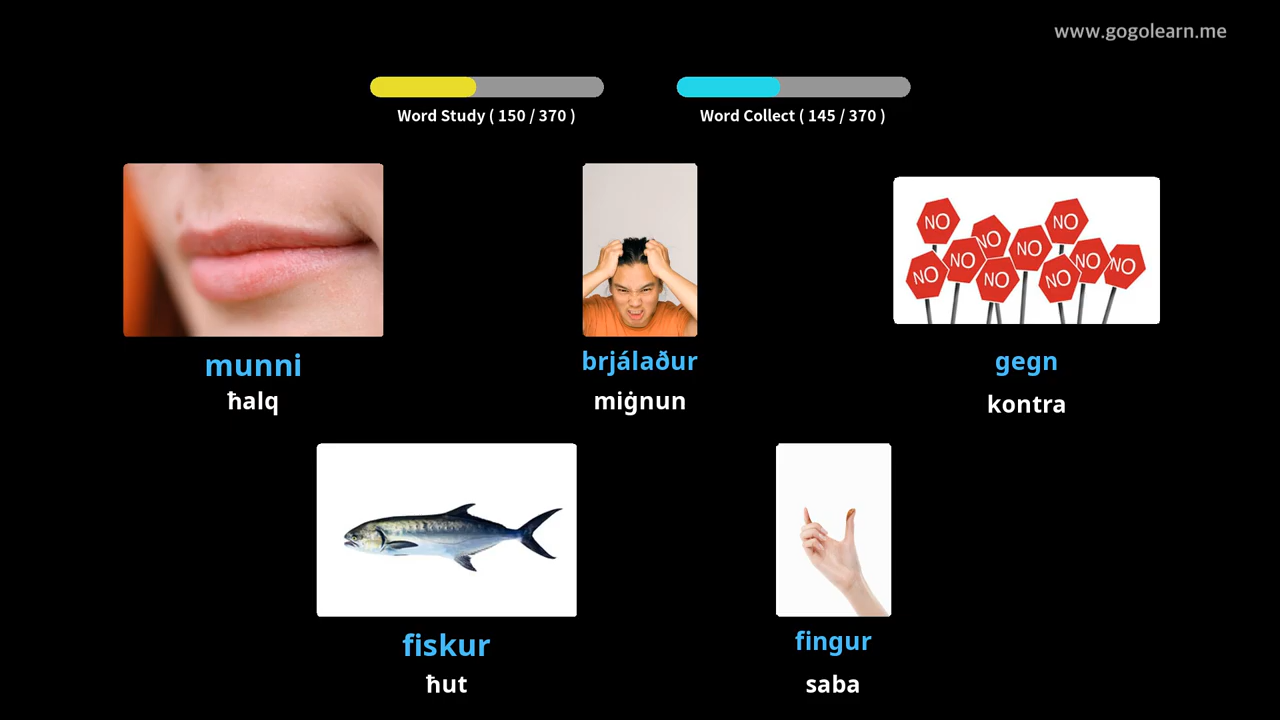 www.gogolearn.me
Word Study ( 150 / 370 )
Word Collect ( 145 / 370 )
NO
NO
NO
NO
NO
NO
NO
NO
NO
NO
munni
brjálaður
gegn
ħalq
miġnun
kontra
fiskur
fingur
ħut
saba